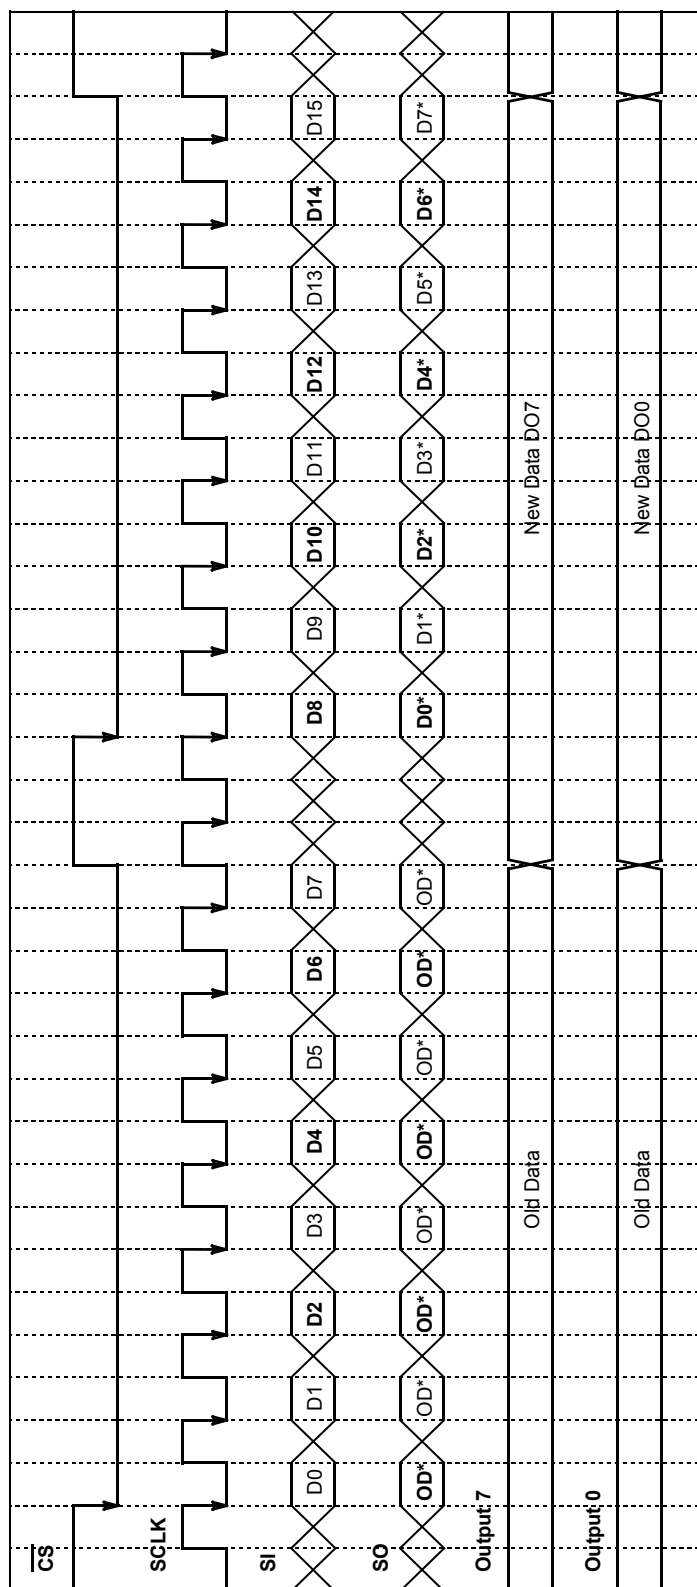 CS
SCLK
SI D0 D1 D2 D3 D4 D5 D6 D7 D8 D9 D10 D11 D12 D13 D14 D15
SO OD* OD* OD* OD* OD* OD* OD* OD* D0* D1* D2* D3* D4* D5* D6* D7*
Output 7 Old Data New Data DO7
Output 0 Old Data New Data DO0